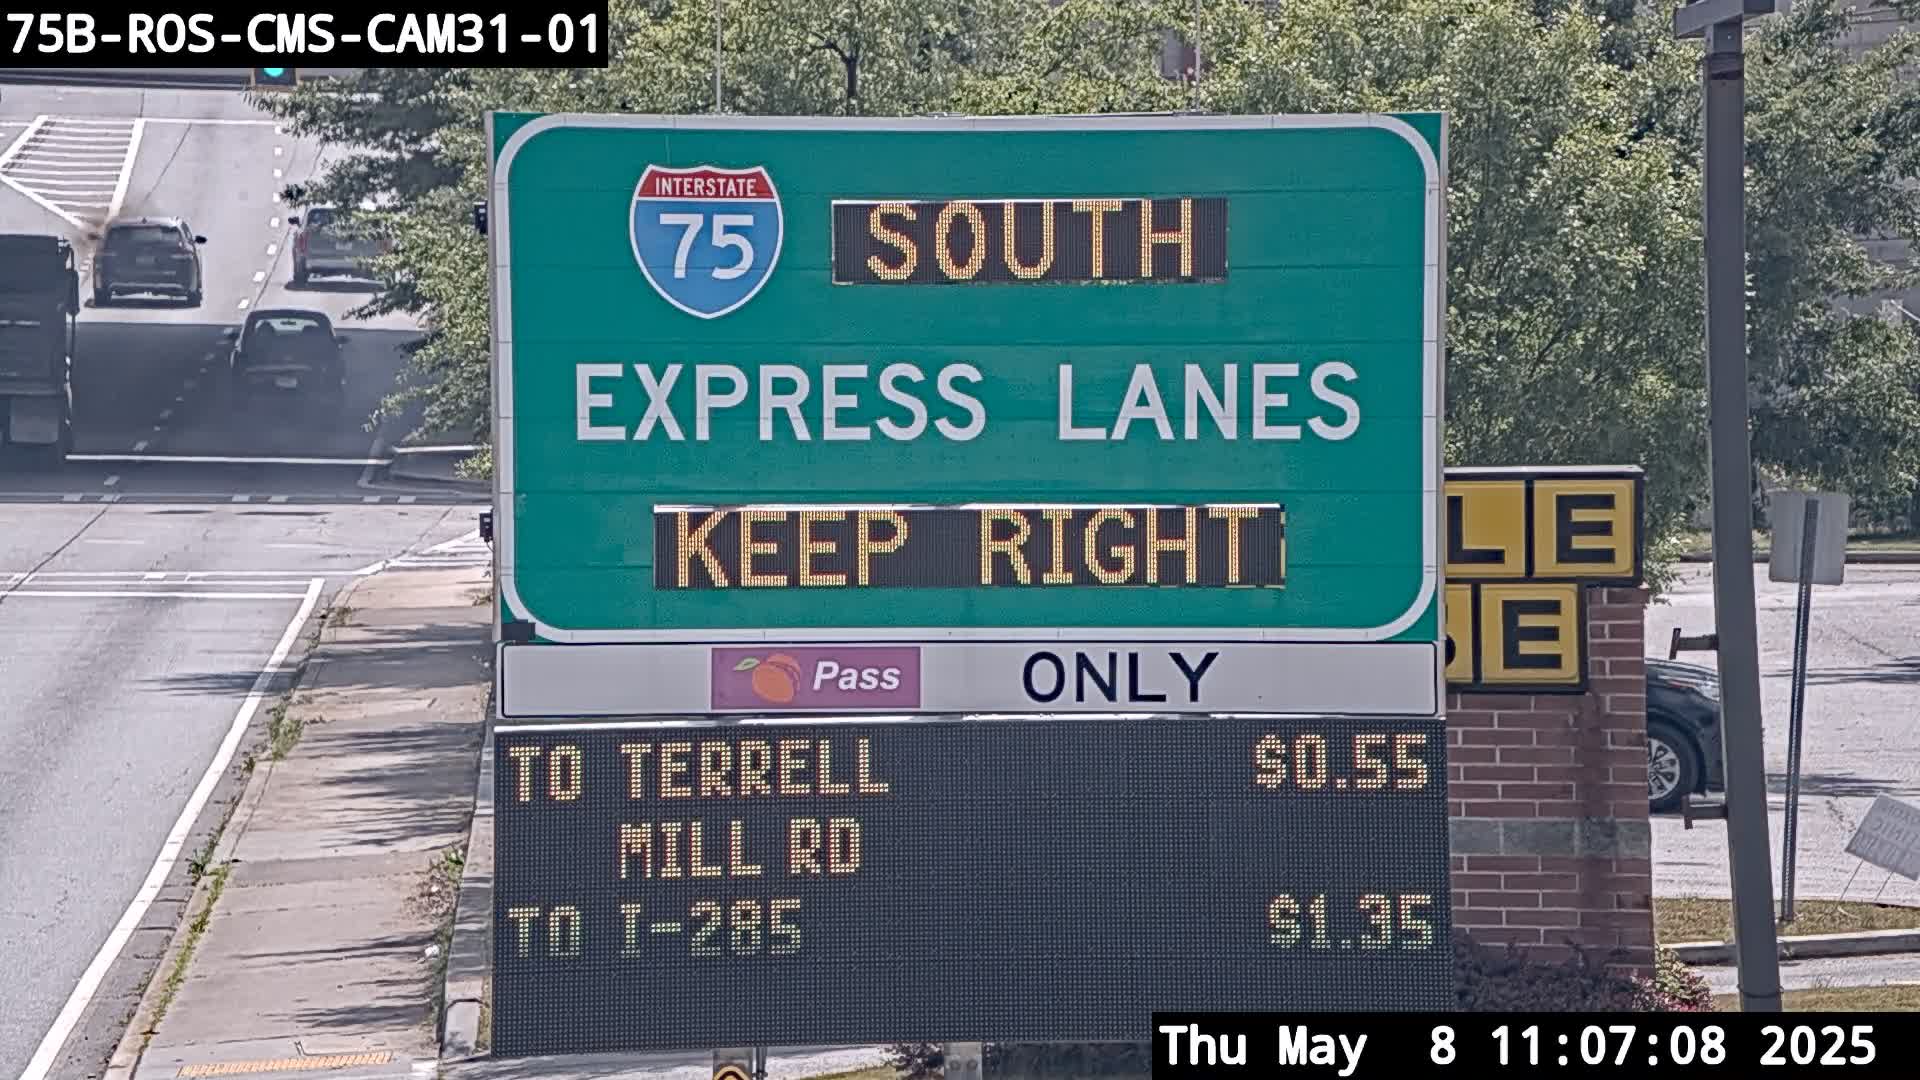 75B-ROS-CMS-CAM31-01
INTERSTATE
75
SOUTH
EXPRESS LANES
KEEP RIGHT
Pass ONLY
TO TERRELL $0.55
MILL RD
TO I-285 $1.35
LE
E
Thu May 8 11:07:08 2025